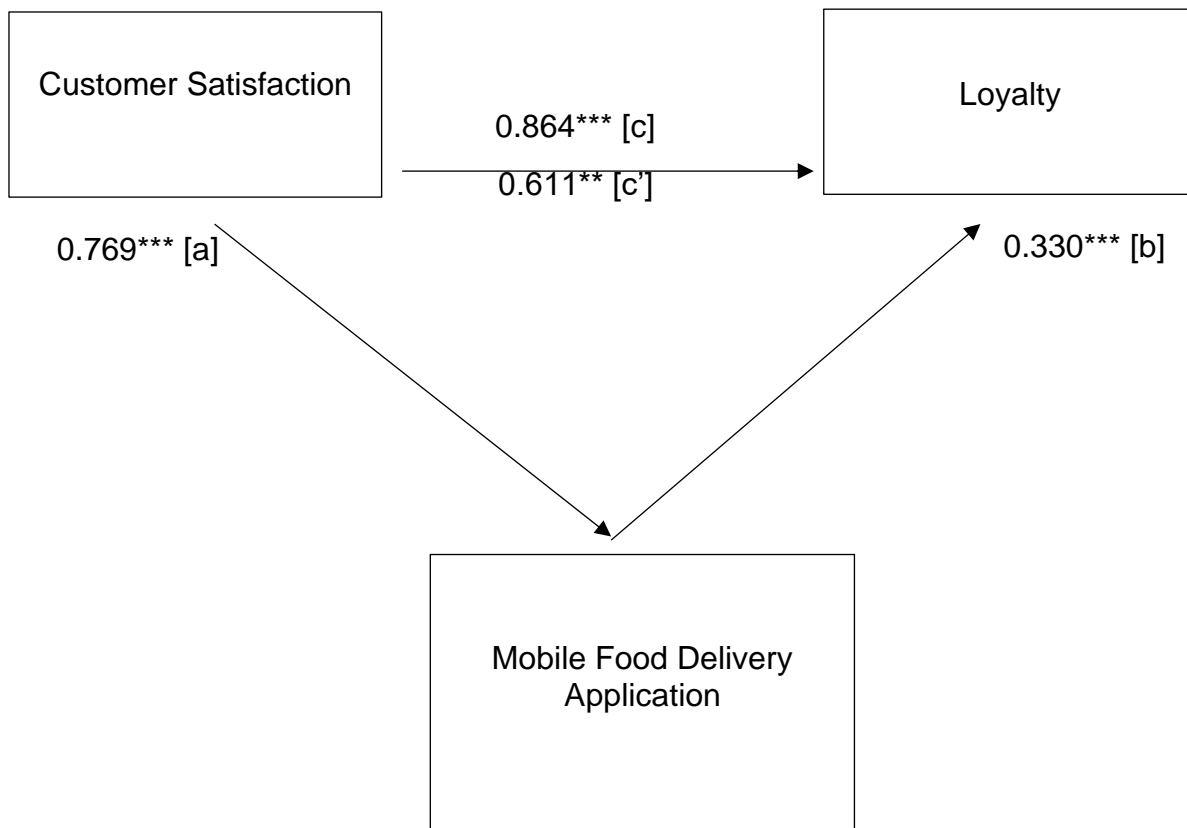 Customer Satisfaction
Loyalty
0.864*** [c]
0.611** [c’]
0.769*** [a]
0.330*** [b]
Mobile Food Delivery
Application